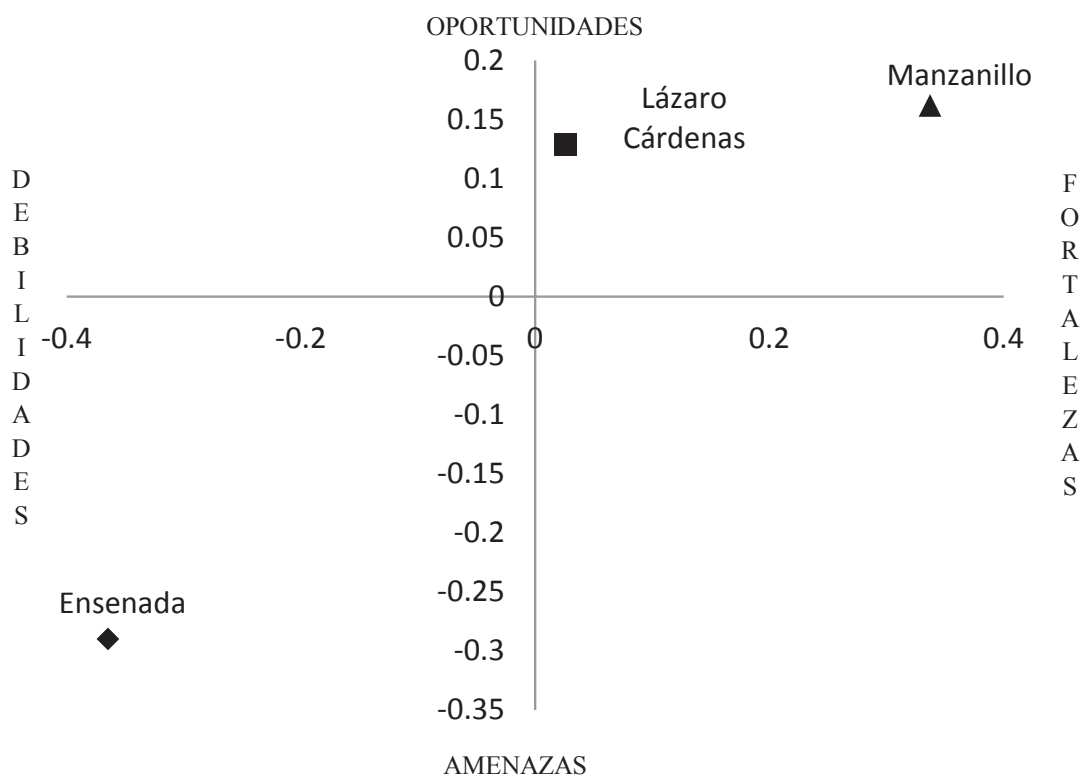 OPORTUNIDADES
0.2
0.15
0.1
0.05
0
-0.05
-0.1
-0.15
-0.2
-0.25
-0.3
-0.35
-0.4
-0.2
0
0.2
0.4
Manzanillo
Lázaro
Cárdenas
Ensenada
DEBILIDADES
FORTALEZAS
AMENAZAS